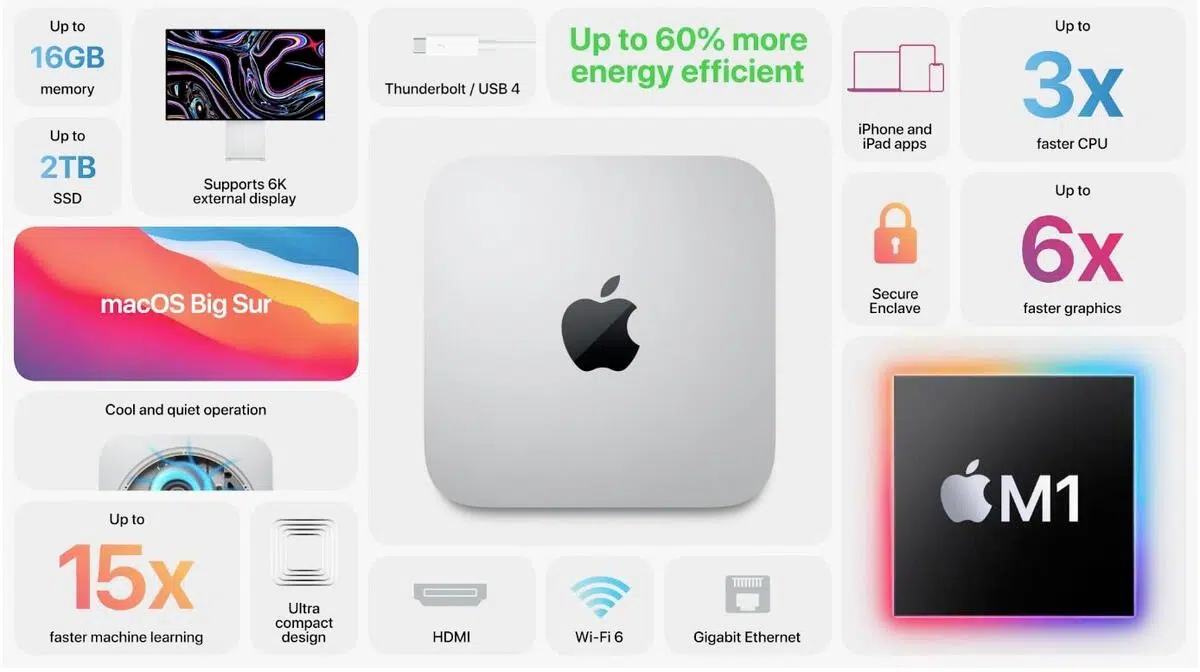 Up to
16GB
memory
Up to
2TB
SSD
Supports 6K
external display
Thunderbolt / USB 4
Up to 60% more
energy efficient
iPhone and
iPad apps
Up to
3x
faster CPU
Secure
Enclave
Up to
6x
faster graphics
macOS Big Sur
Cool and quiet operation
Up to
15x
faster machine learning
Ultra
compact
design
HDMI
Wi-Fi 6
Gigabit Ethernet
M1